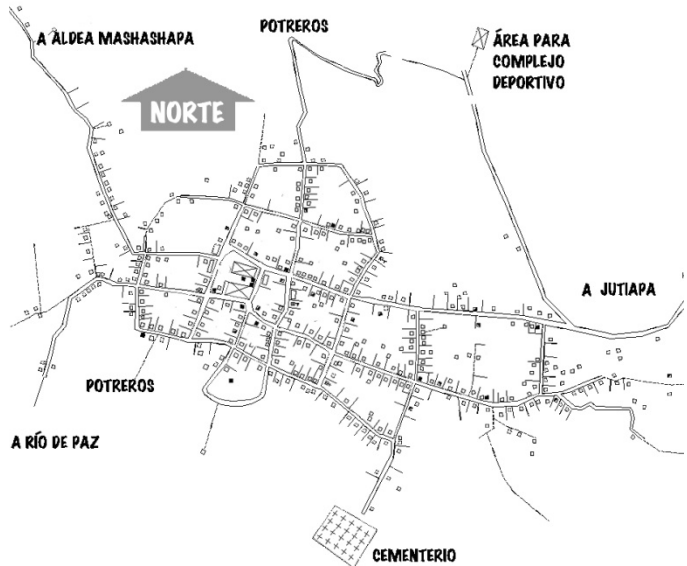 A ALDEA MASHASHAPA
POTREROS
ÁREA PARA
COMPLEJO
DEPORTIVO
NORTE
A JUTIAPA
POTREROS
A RÍO DE PAZ
CEMENTERIO